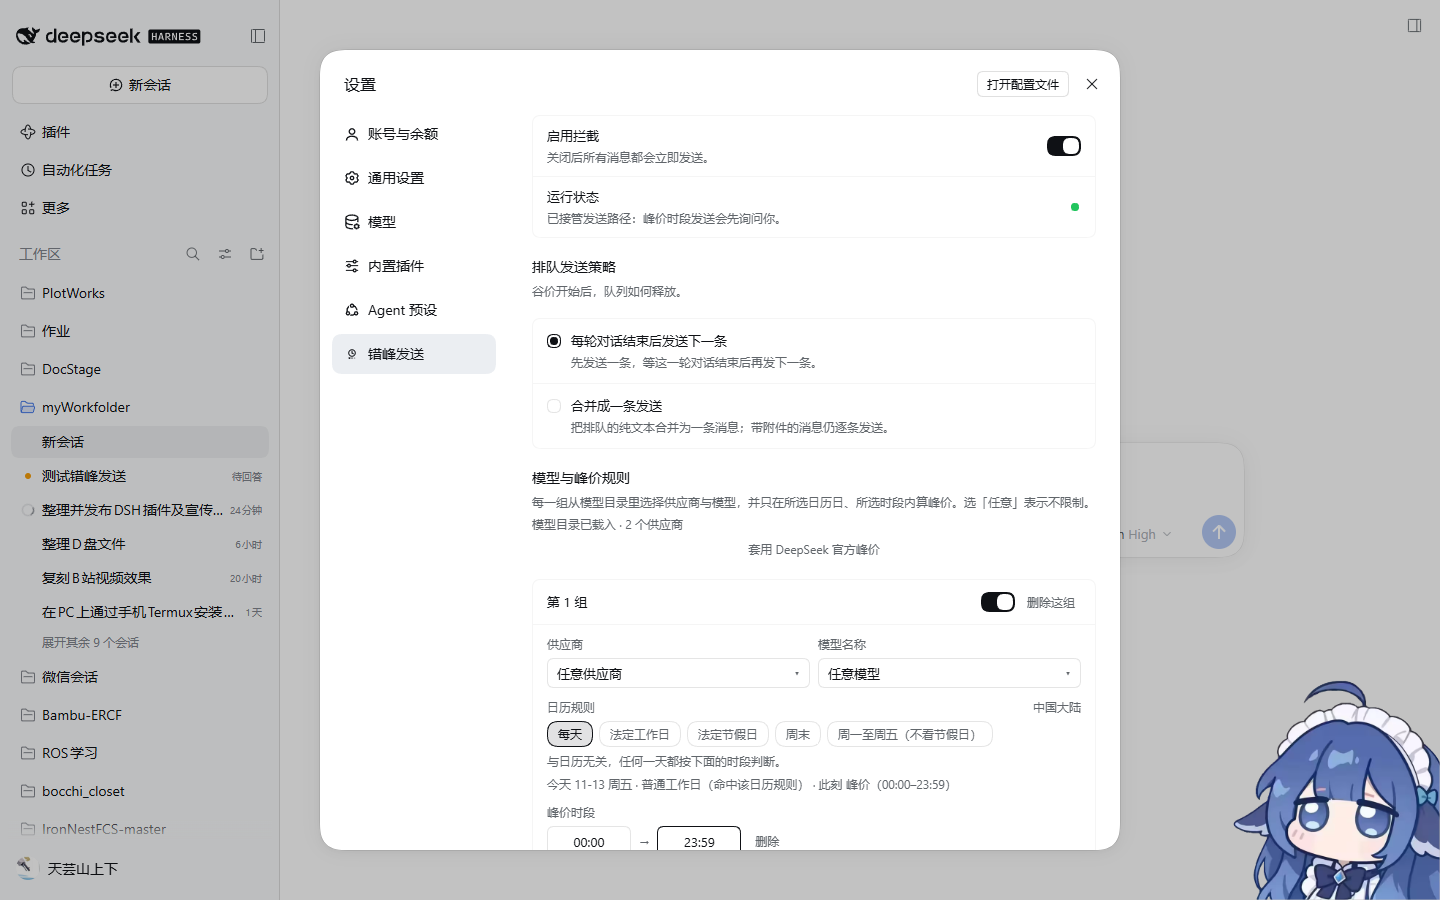 deepseek HARNESS
新会话
插件
自动化任务
更多
工作区
PlotWorks
作业
DocStage
myWorkfolder
新会话
测试错峰发送 待回答
整理并发布 DSH 插件及宣传... 24分钟
整理 D 盘文件 6小时
复刻 B 站视频效果 20小时
在 PC 上通过手机 Termux 安装... 1天
展开其余 9 个会话
微信会话
Bambu-ERCF
ROS 学习
bocchi_closet
IronNestFCS-master
天芸山上下
设置
打开配置文件
账号与余额
通用设置
模型
内置插件
Agent 预设
错峰发送
启用拦截
关闭后所有消息都会立即发送。
运行状态
已接管发送路径：峰价时段发送会先询问你。
排队发送策略
谷价开始后，队列如何释放。
每轮对话结束后发送下一条
先发送一条，等这一轮对话结束后再发下一条。
合并成一条发送
把排队的纯文本合并为一条消息；带附件的消息仍逐条发送。
模型与峰价规则
每一组从模型目录里选择供应商与模型，并只在所选日历日、所选时段内算峰价。选「任意」表示不限制。
模型目录已载入 · 2 个供应商
套用 DeepSeek 官方峰价
第 1 组 删除这组
供应商 模型名称
任意供应商 任意模型
日历规则 中国大陆
每天 法定工作日 法定节假日 周末 周一至周五（不看节假日）
与日历无关，任何一天都按下面的时段判断。
今天 11-13 周五 · 普通工作日（命中该日历规则） · 此刻 峰价（00:00–23:59）
峰价时段
00:00 → 23:59 删除
High